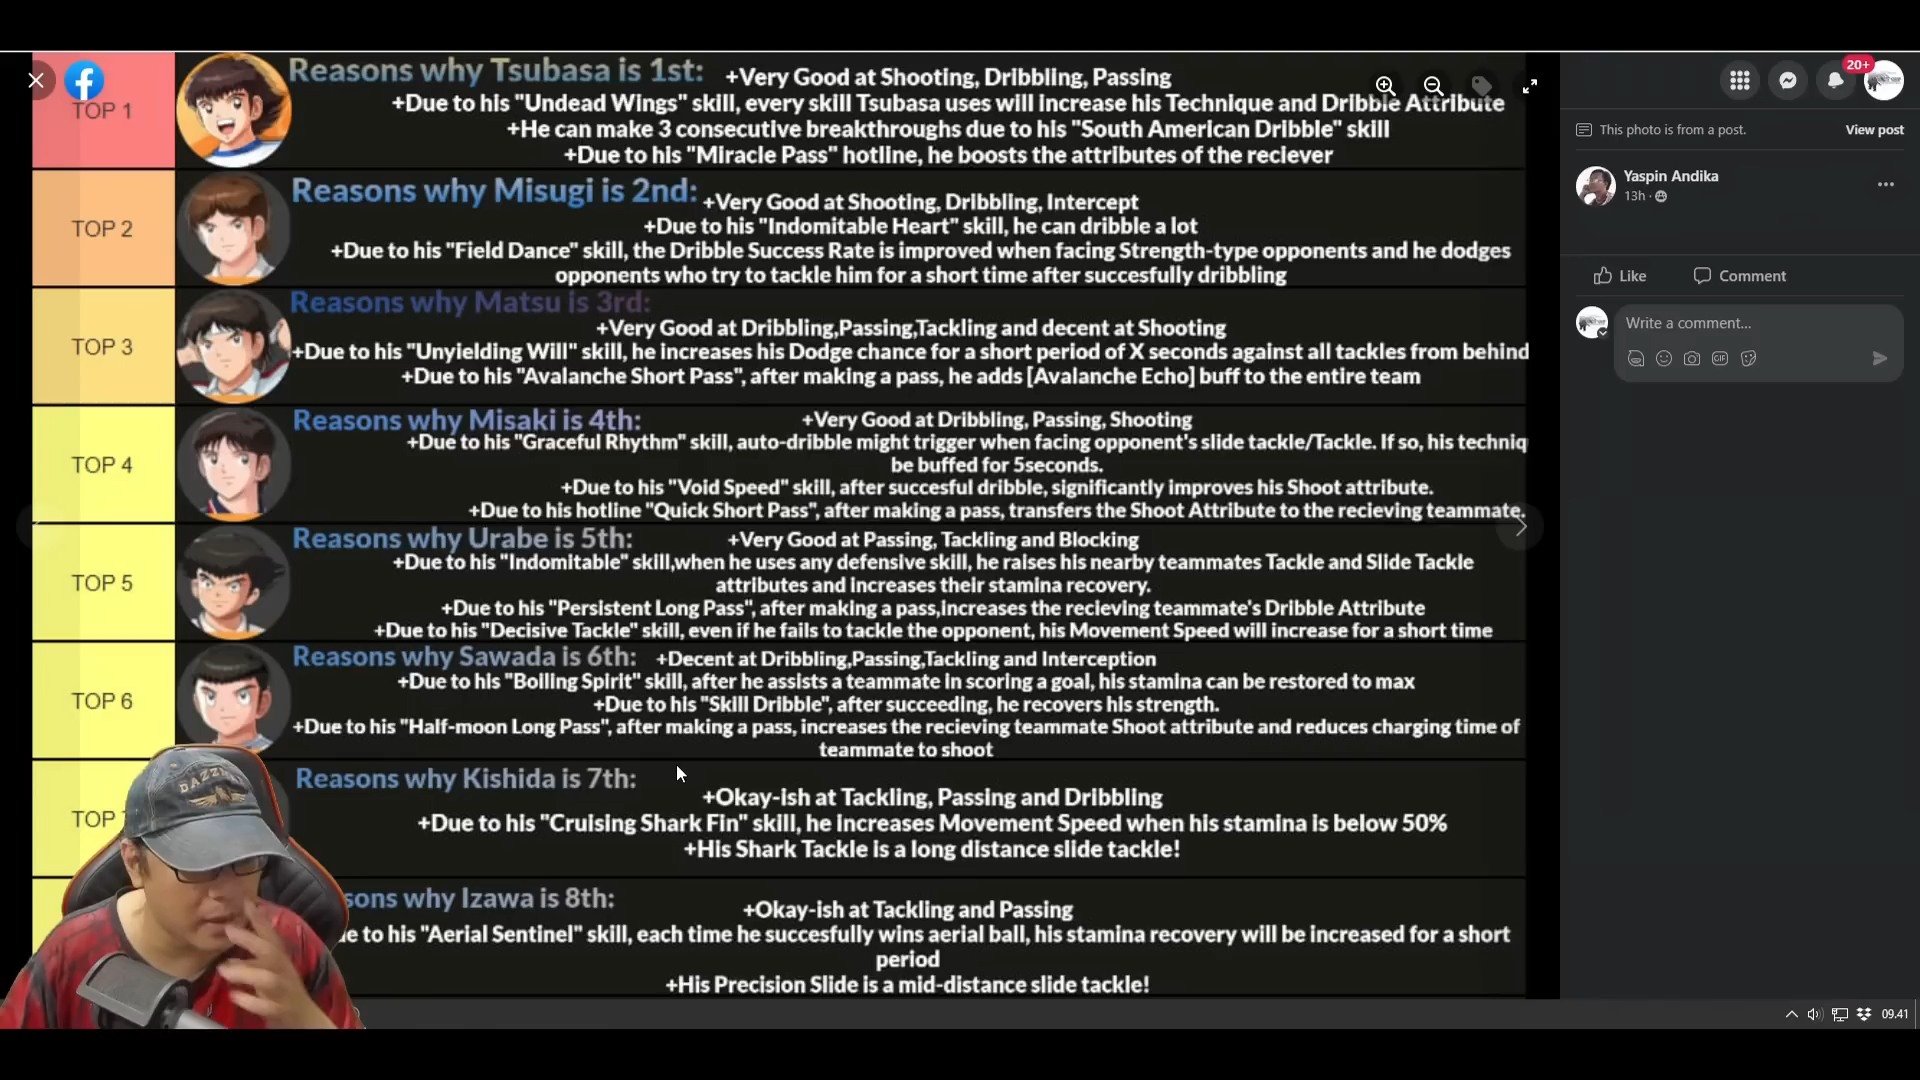 TOP 1
Reasons why Tsubasa is 1st: +Very Good at Shooting, Dribbling, Passing
+Due to his "Undead Wings" skill, every skill Tsubasa uses will increase his Technique and Dribble Attribute
+He can make 3 consecutive breakthroughs due to his "South American Dribble" skill
+Due to his "Miracle Pass" hotline, he boosts the attributes of the reciever
TOP 2
Reasons why Misugi is 2nd: +Very Good at Shooting, Dribbling, Intercept
+Due to his "Indomitable Heart" skill, he can dribble a lot
+Due to his "Field Dance" skill, the Dribble Success Rate is improved when facing Strength-type opponents and he dodges
opponents who try to tackle him for a short time after succesfully dribbling
TOP 3
Reasons why Matsu is 3rd:
+Very Good at Dribbling,Passing,Tackling and decent at Shooting
+Due to his "Unyielding Will" skill, he increases his Dodge chance for a short period of X seconds against all tackles from behind
+Due to his "Avalanche Short Pass", after making a pass, he adds [Avalanche Echo] buff to the entire team
TOP 4
Reasons why Misaki is 4th: +Very Good at Dribbling, Passing, Shooting
+Due to his "Graceful Rhythm" skill, auto-dribble might trigger when facing opponent's slide tackle/Tackle. If so, his techniq
be buffed for 5seconds.
+Due to his "Void Speed" skill, after succesful dribble, significantly improves his Shoot attribute.
+Due to his hotline "Quick Short Pass", after making a pass, transfers the Shoot Attribute to the recieving teammate.
TOP 5
Reasons why Urabe is 5th: +Very Good at Passing, Tackling and Blocking
+Due to his "Indomitable" skill,when he uses any defensive skill, he raises his nearby teammates Tackle and Slide Tackle
attributes and increases their stamina recovery.
+Due to his "Persistent Long Pass", after making a pass,increases the recieving teammate's Dribble Attribute
+Due to his "Decisive Tackle" skill, even if he fails to tackle the opponent, his Movement Speed will increase for a short time
TOP 6
Reasons why Sawada is 6th: +Decent at Dribbling,Passing,Tackling and Interception
+Due to his "Boiling Spirit" skill, after he assists a teammate in scoring a goal, his stamina can be restored to max
+Due to his "Skill Dribble", after succeeding, he recovers his strength.
+Due to his "Half-moon Long Pass", after making a pass, increases the recieving teammate Shoot attribute and reduces charging time of
teammate to shoot
TOP
Reasons why Kishida is 7th:
+Okay-ish at Tackling, Passing and Dribbling
+Due to his "Cruising Shark Fin" skill, he increases Movement Speed when his stamina is below 50%
+His Shark Tackle is a long distance slide tackle!
sons why Izawa is 8th:
+Okay-ish at Tackling and Passing
ue to his "Aerial Sentinel" skill, each time he succesfully wins aerial ball, his stamina recovery will be increased for a short
period
+His Precision Slide is a mid-distance slide tackle!
20+
This photo is from a post. View post
Yaspin Andika
13h
Like Comment
Write a comment...
GIF
09.41